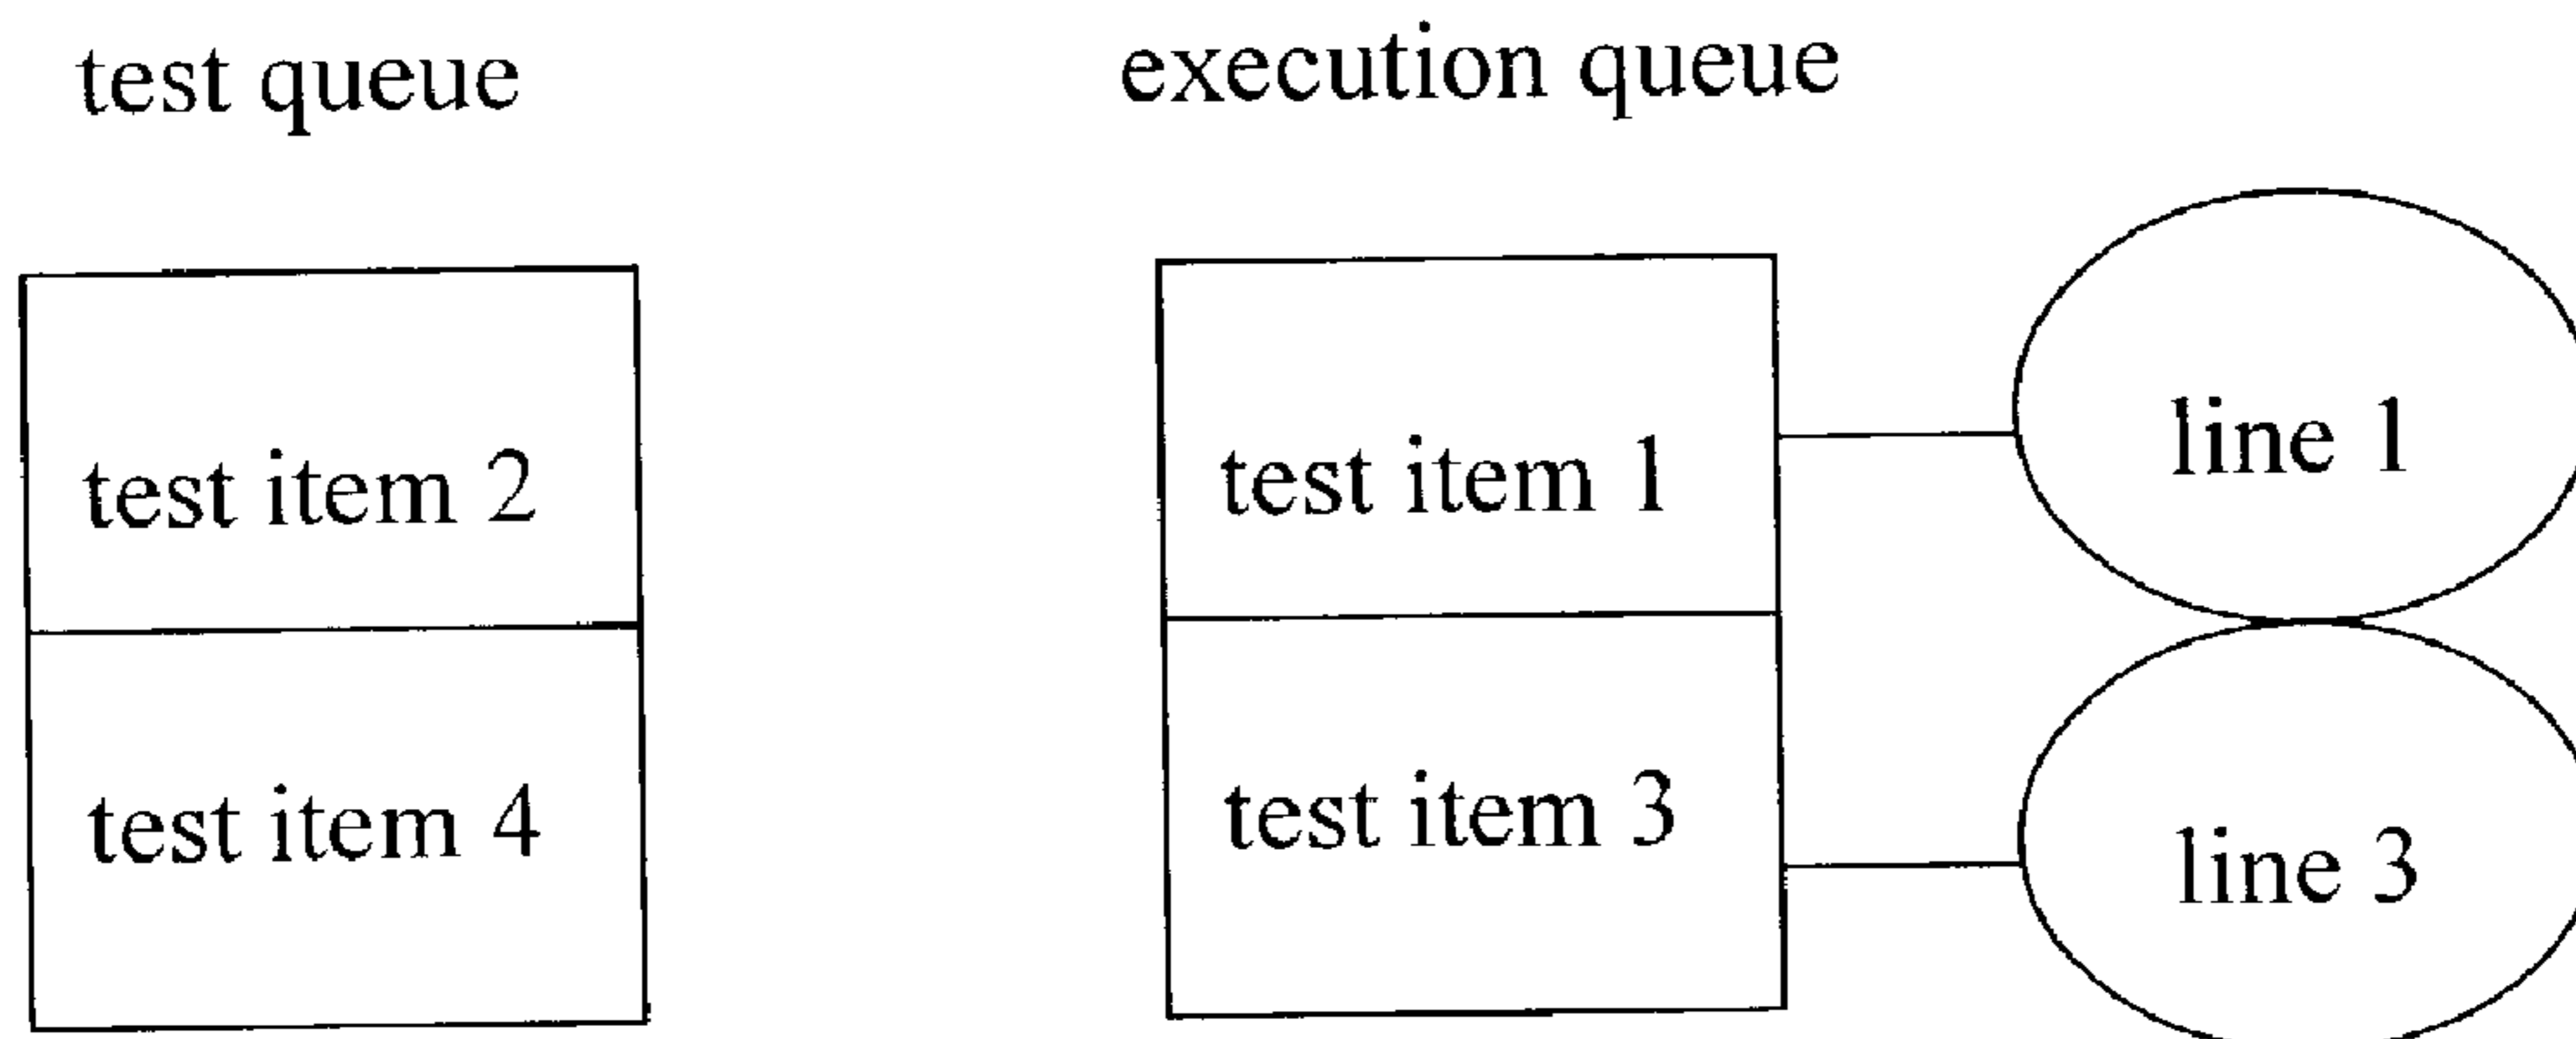 test queue
execution queue
test item 2
test item 4
test item 1
test item 3
line 1
line 3